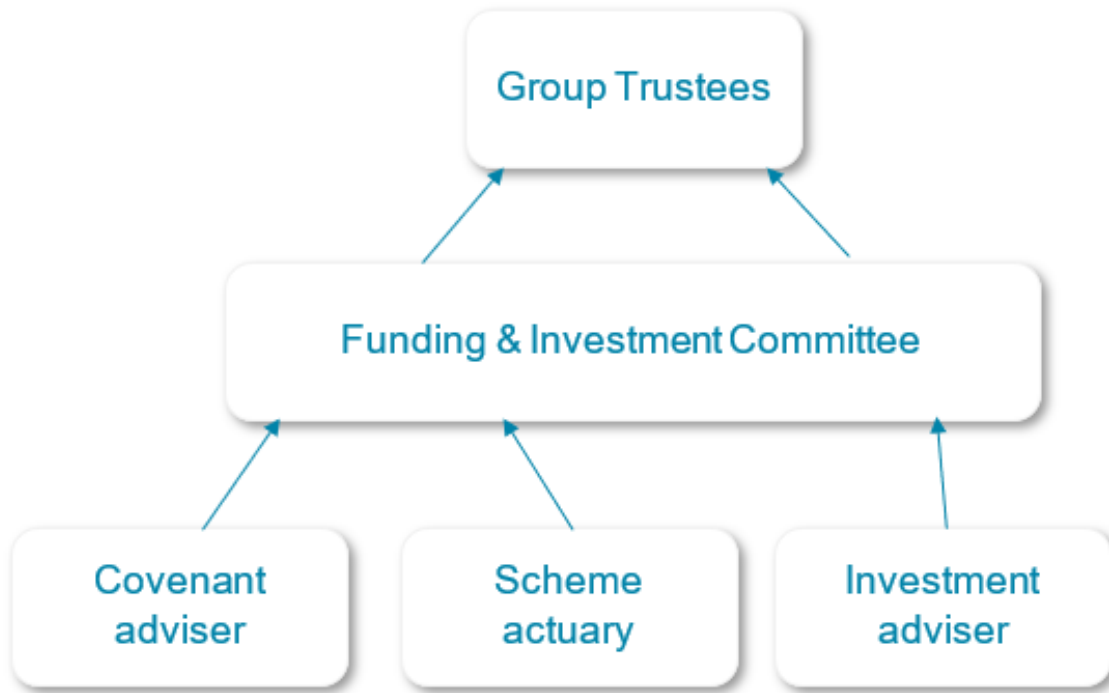 Group Trustees
Funding & Investment Committee
Covenant
adviser
Scheme
actuary
Investment
adviser